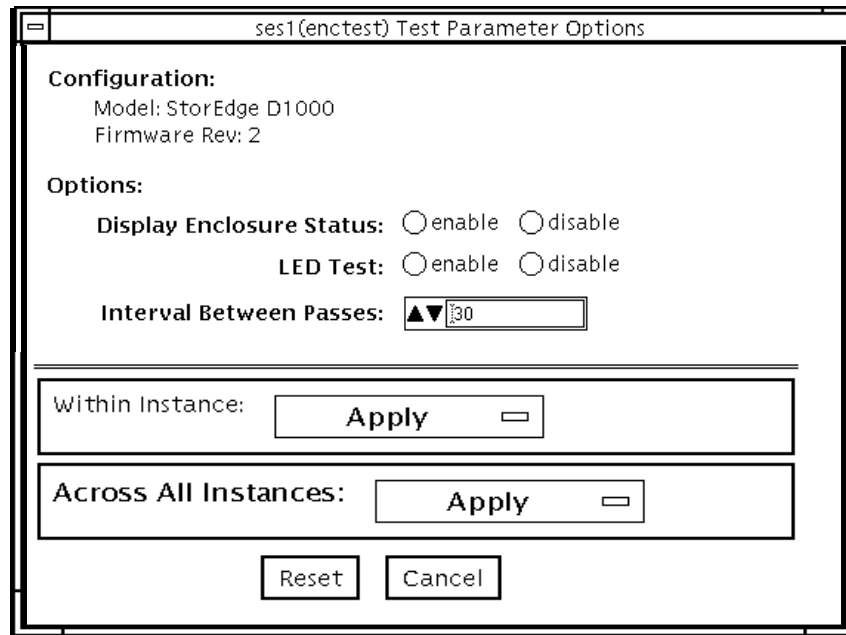 ses1(enctest) Test Parameter Options
Configuration:
Model: StorEdge D1000
Firmware Rev: 2
Options:
Display Enclosure Status: enable disable
LED Test: enable disable
Interval Between Passes: 30
Within Instance: Apply
Across All Instances: Apply
Reset Cancel